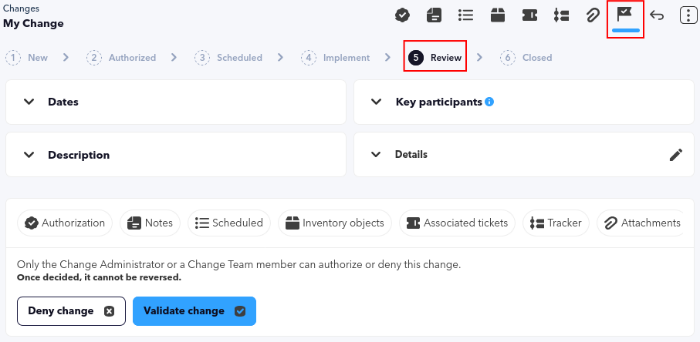 Changes
My Change
1 New 2 Authorized 3 Scheduled 4 Implement 5 Review 6 Closed
Dates
Key participants
Description
Details
Authorization Notes Scheduled Inventory objects Associated tickets Tracker Attachments
Only the Change Administrator or a Change Team member can authorize or deny this change.
Once decided, it cannot be reversed.
Deny change Validate change